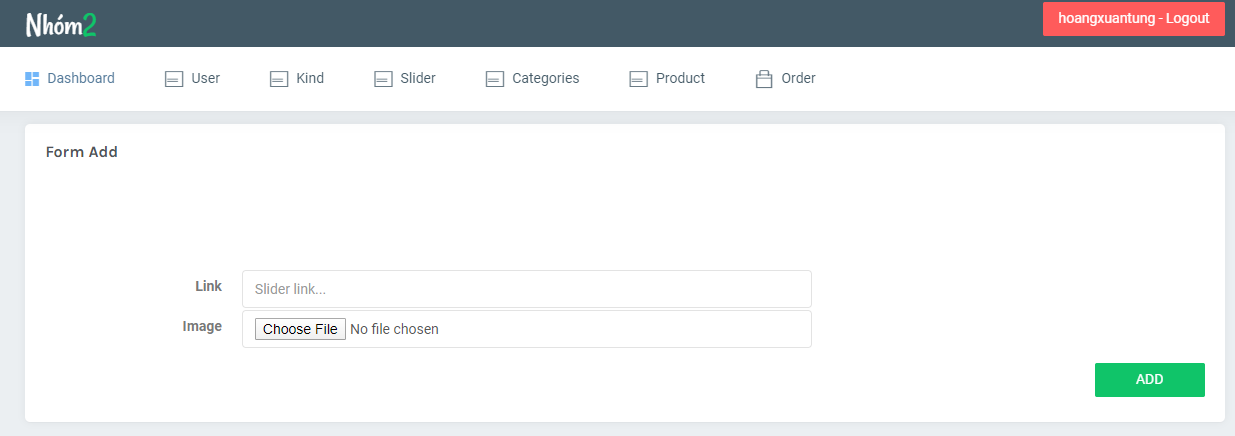 Nhóm2
hoangxuantung - Logout
Dashboard User Kind Slider Categories Product Order
Form Add
Link Slider link...
Image Choose File No file chosen
ADD